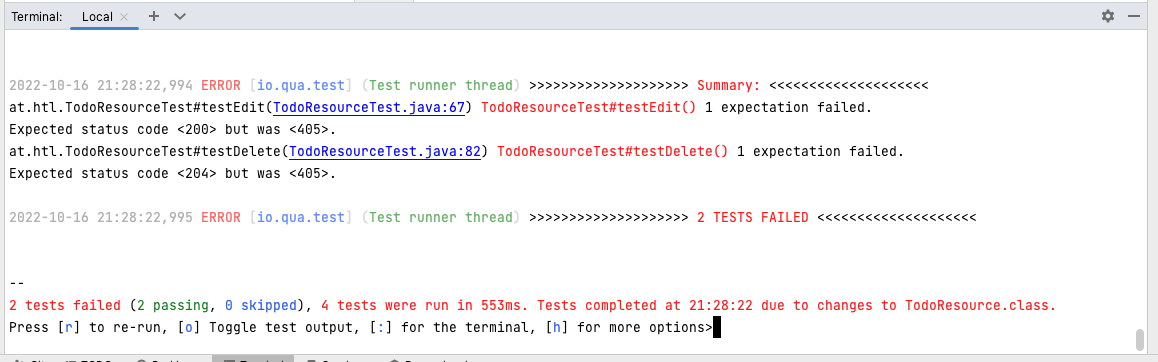 Terminal: Local × + ∨
2022-10-16 21:28:22,994 ERROR [io.qua.test] (Test runner thread) >>>>>>>>>>>>>>>>>>>> Summary: <<<<<<<<<<<<<<<<<<<<
at.htl.TodoResourceTest#testEdit(TodoResourceTest.java:67) TodoResourceTest#testEdit() 1 expectation failed.
Expected status code <200> but was <405>.
at.htl.TodoResourceTest#testDelete(TodoResourceTest.java:82) TodoResourceTest#testDelete() 1 expectation failed.
Expected status code <204> but was <405>.
2022-10-16 21:28:22,995 ERROR [io.qua.test] (Test runner thread) >>>>>>>>>>>>>>>>>>>> 2 TESTS FAILED <<<<<<<<<<<<<<<<<<<<
--
2 tests failed (2 passing, 0 skipped), 4 tests were run in 553ms. Tests completed at 21:28:22 due to changes to TodoResource.class.
Press [r] to re-run, [o] Toggle test output, [:] for the terminal, [h] for more options>